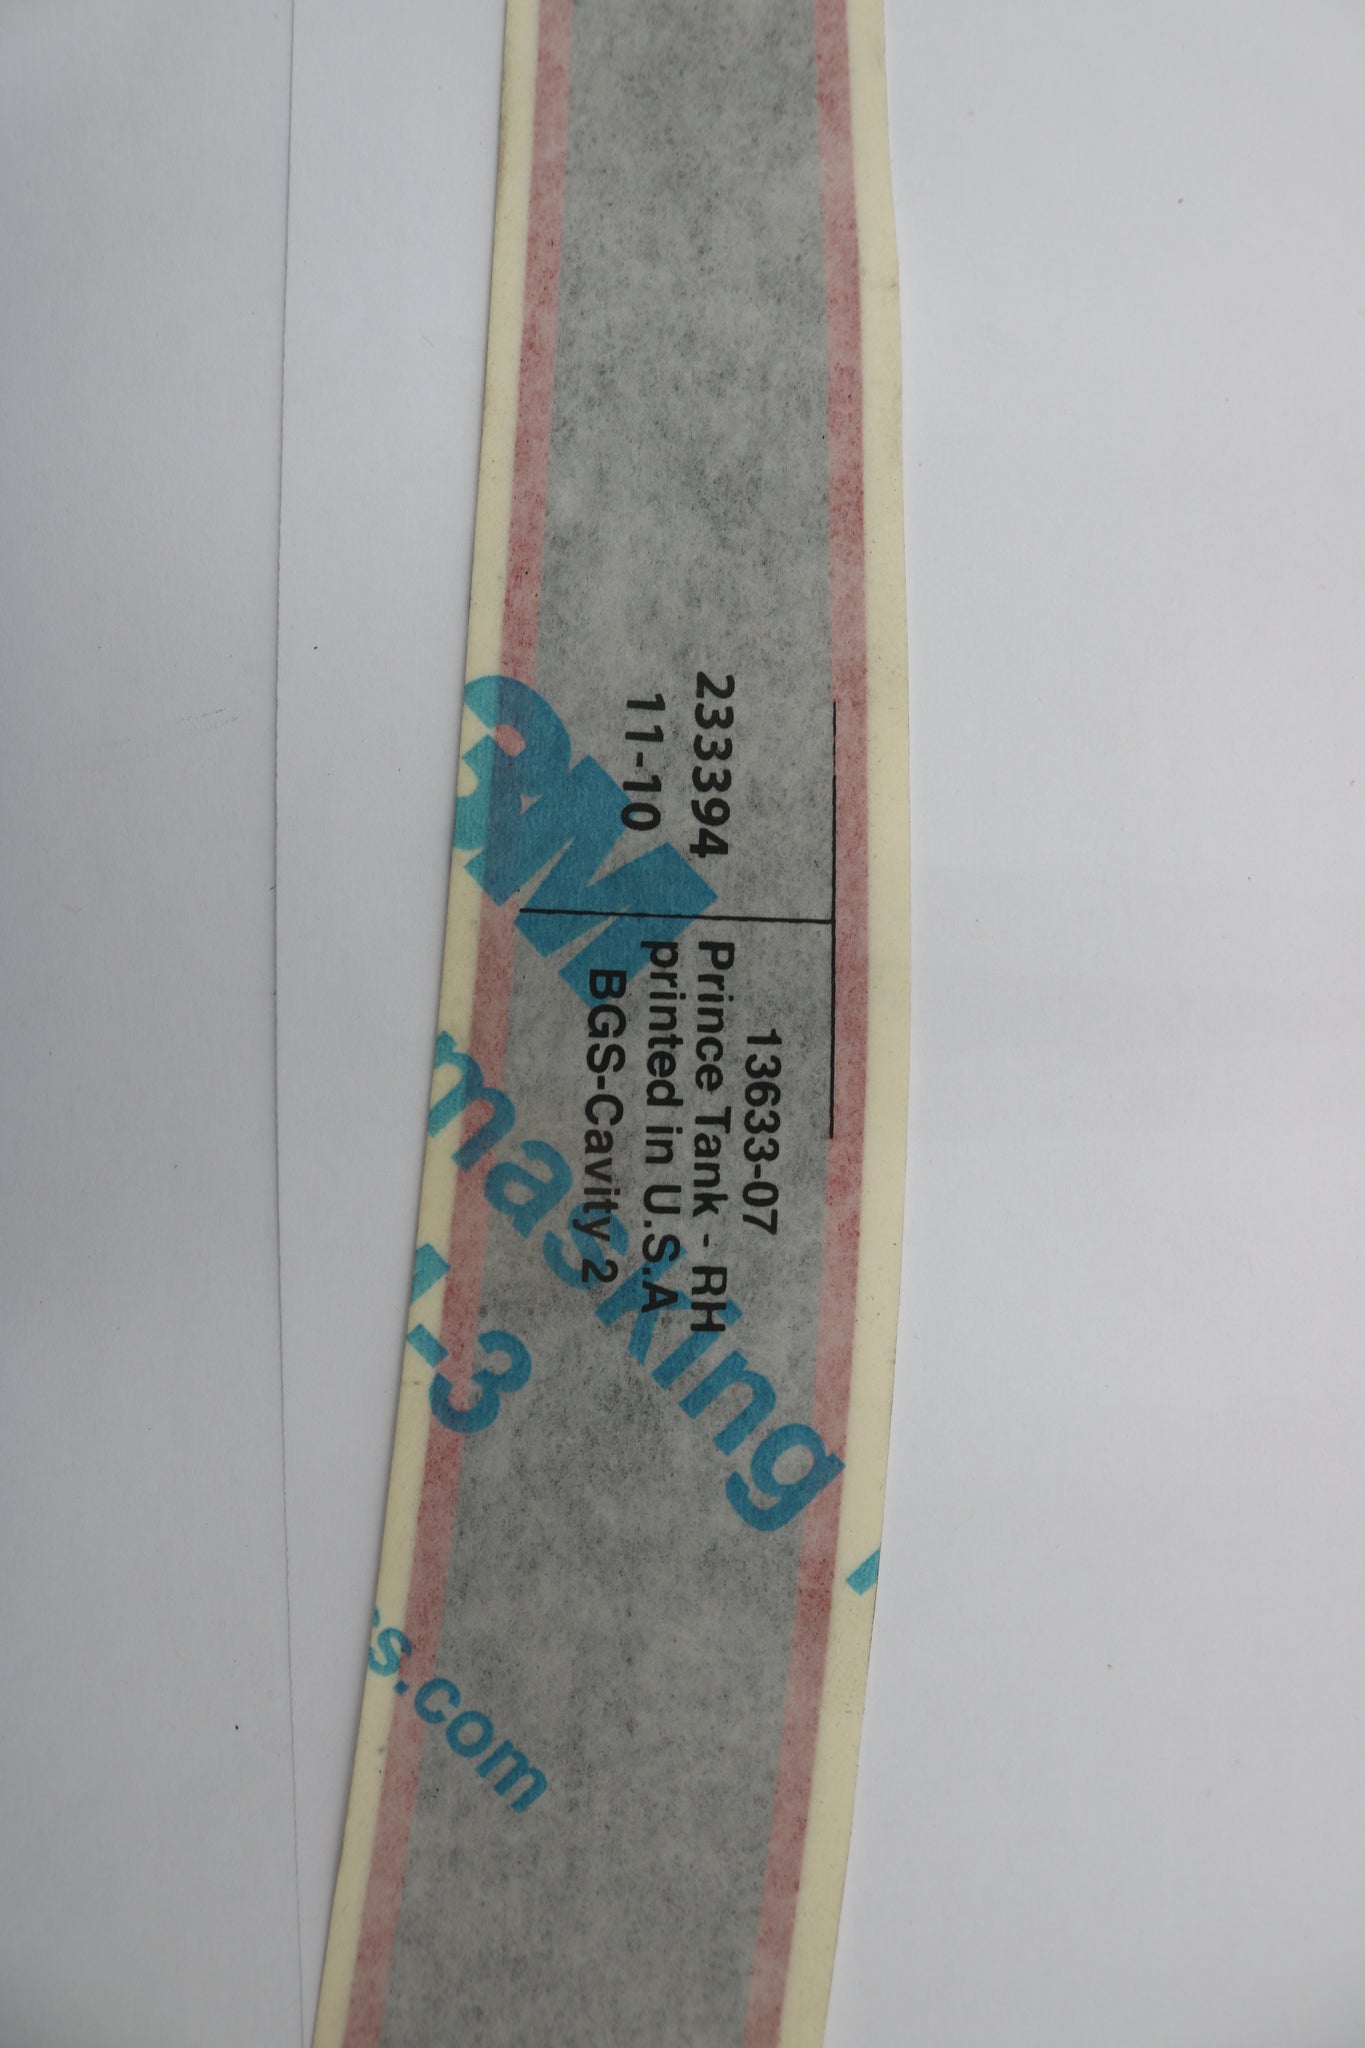 233394
11-10
13633-07
Prince Tank - RH
printed in U.S.A
BGS-Cavity 2
3M
masking
-3
s.com